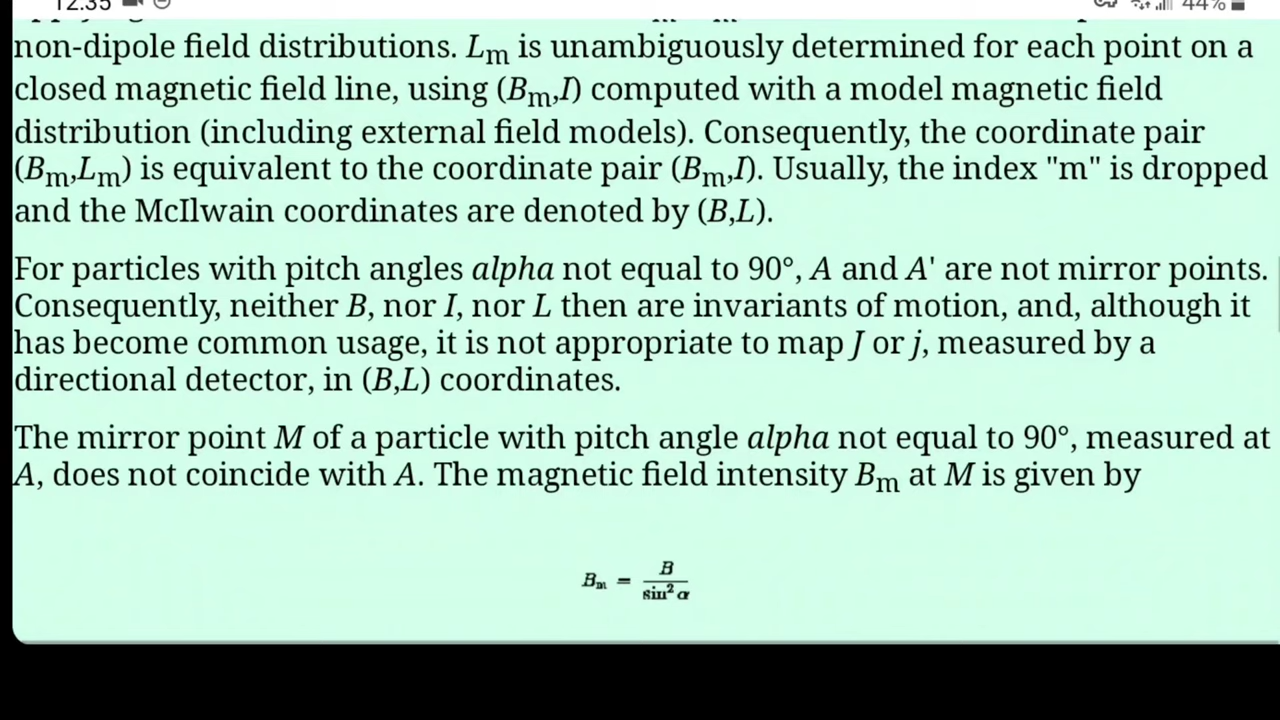 12.35 44%
non-dipole field distributions. Lm is unambiguously determined for each point on a
closed magnetic field line, using (Bm,I) computed with a model magnetic field
distribution (including external field models). Consequently, the coordinate pair
(Bm,Lm) is equivalent to the coordinate pair (Bm,I). Usually, the index "m" is dropped
and the McIlwain coordinates are denoted by (B,L).
For particles with pitch angles alpha not equal to 90°, A and A' are not mirror points.
Consequently, neither B, nor I, nor L then are invariants of motion, and, although it
has become common usage, it is not appropriate to map J or j, measured by a
directional detector, in (B,L) coordinates.
The mirror point M of a particle with pitch angle alpha not equal to 90°, measured at
A, does not coincide with A. The magnetic field intensity Bm at M is given by
Bm = B / sin² α